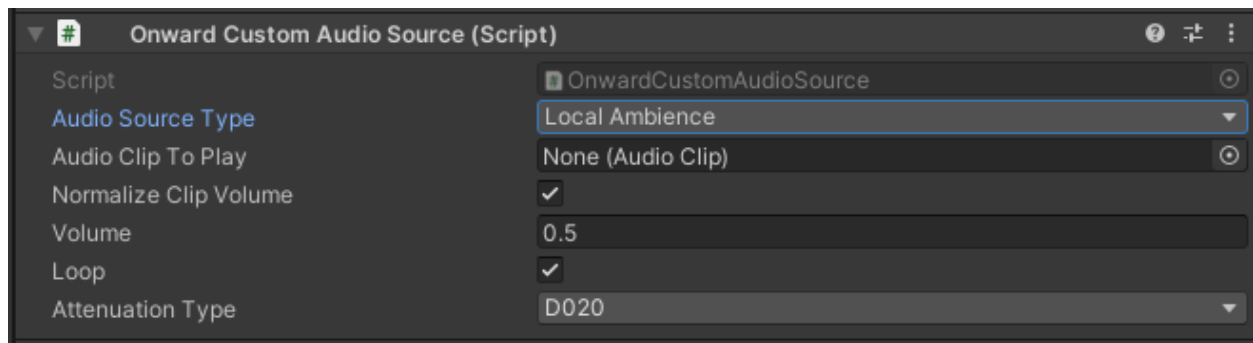 # Onward Custom Audio Source (Script)
Script # OnwardCustomAudioSource
Audio Source Type Local Ambience
Audio Clip To Play None (Audio Clip)
Normalize Clip Volume
Volume 0.5
Loop
Attenuation Type D020